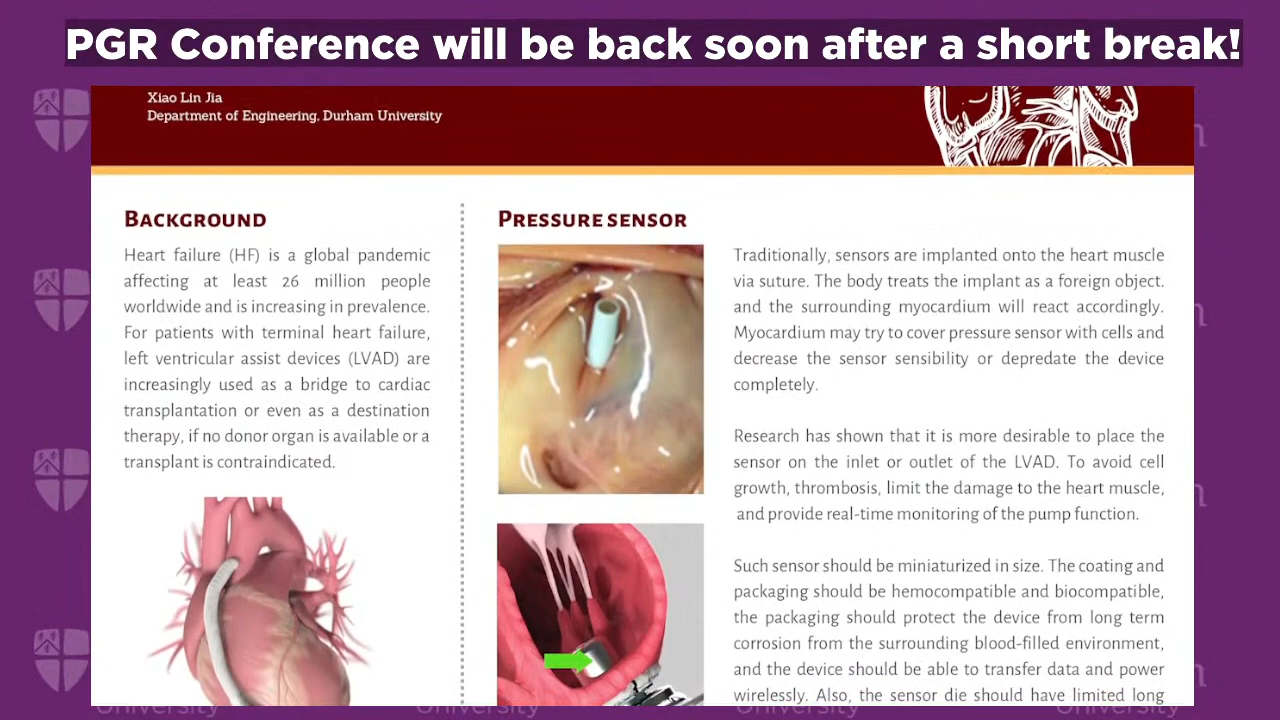 PGR Conference will be back soon after a short break!
Xiao Lin Jia
Department of Engineering, Durham University
BACKGROUND
Heart failure (HF) is a global pandemic
affecting at least 26 million people
worldwide and is increasing in prevalence.
For patients with terminal heart failure,
left ventricular assist devices (LVAD) are
increasingly used as a bridge to cardiac
transplantation or even as a destination
therapy, if no donor organ is available or a
transplant is contraindicated.
PRESSURE SENSOR
Traditionally, sensors are implanted onto the heart muscle
via suture. The body treats the implant as a foreign object.
and the surrounding myocardium will react accordingly.
Myocardium may try to cover pressure sensor with cells and
decrease the sensor sensibility or depredate the device
completely.
Research has shown that it is more desirable to place the
sensor on the inlet or outlet of the LVAD. To avoid cell
growth, thrombosis, limit the damage to the heart muscle,
and provide real-time monitoring of the pump function.
Such sensor should be miniaturized in size. The coating and
packaging should be hemocompatible and biocompatible,
the packaging should protect the device from long term
corrosion from the surrounding blood-filled environment,
and the device should be able to transfer data and power
wirelessly. Also, the sensor die should have limited long
University
University
University
University